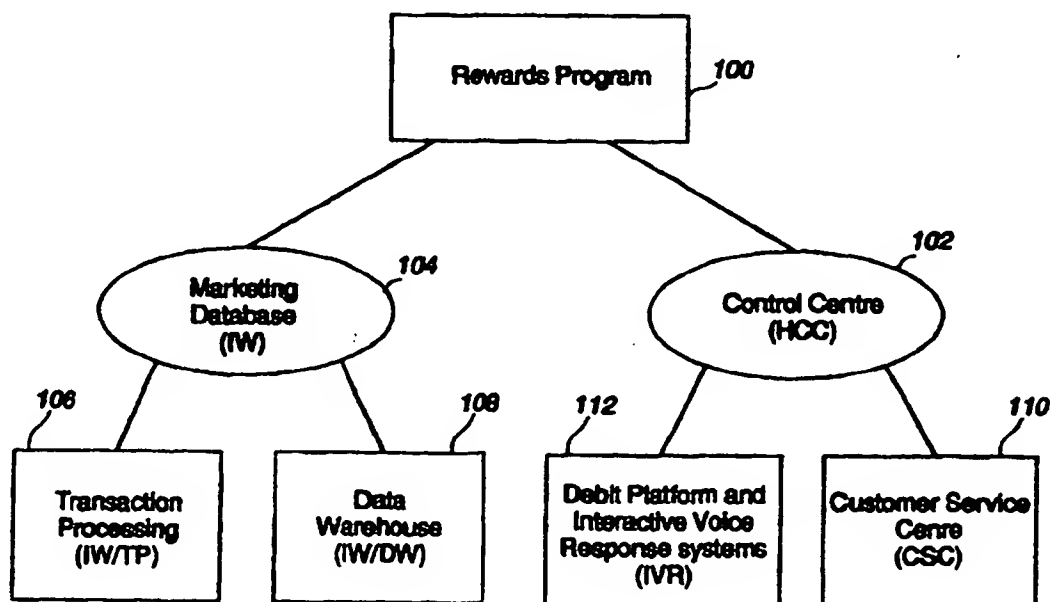 Rewards Program
100
104
102
Marketing
Database
(IW)
Control Centre
(HCC)
106
108
112
110
Transaction
Processing
(IW/TP)
Data
Warehouse
(IW/DW)
Debit Platform and
Interactive Voice
Response systems
(IVR)
Customer Service
Cenre
(CSC)